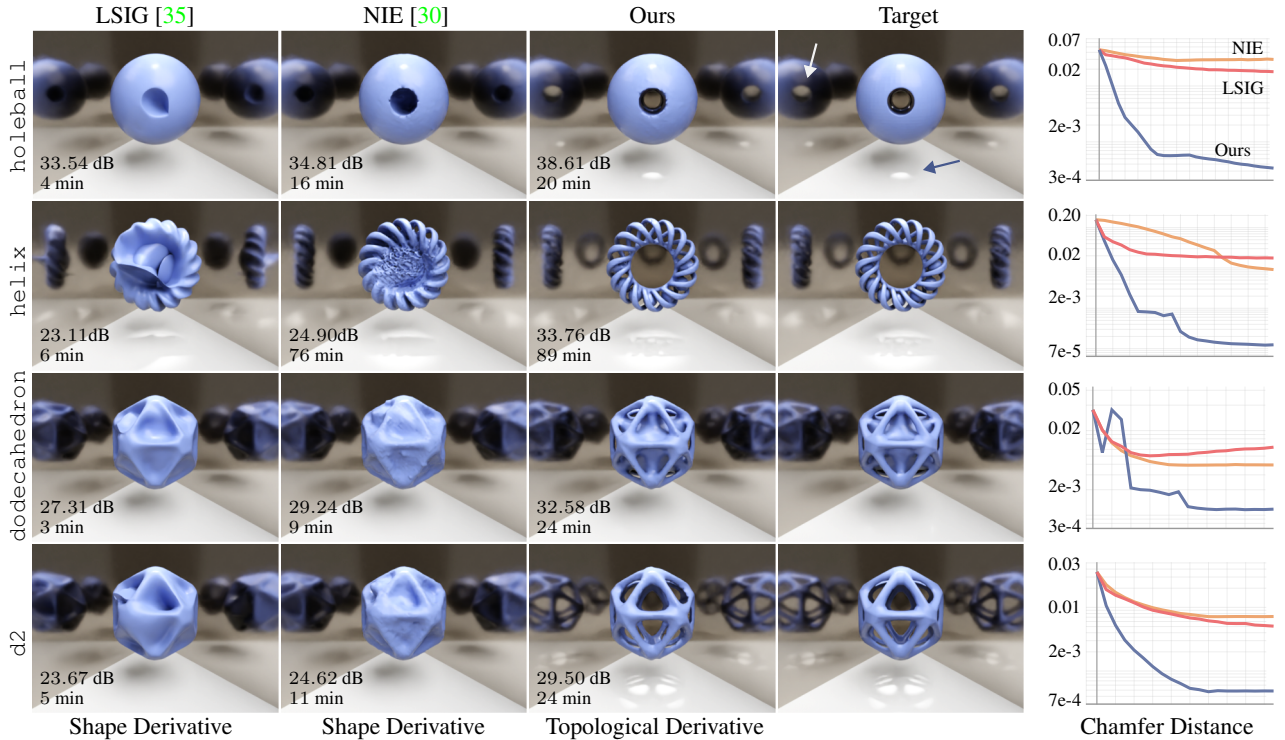 LSIG [35] NIE [30] Ours Target
holeball
33.54 dB
4 min
34.81 dB
16 min
38.61 dB
20 min
0.07
0.02
2e-3
3e-4
NIE
LSIG
Ours
helix
23.11dB
6 min
24.90dB
76 min
33.76 dB
89 min
0.20
0.02
2e-3
7e-5
dodecahedron
27.31 dB
3 min
29.24 dB
9 min
32.58 dB
24 min
0.05
0.02
2e-3
3e-4
d2
23.67 dB
5 min
24.62 dB
11 min
29.50 dB
24 min
0.03
0.01
2e-3
7e-4
Shape Derivative Shape Derivative Topological Derivative Chamfer Distance